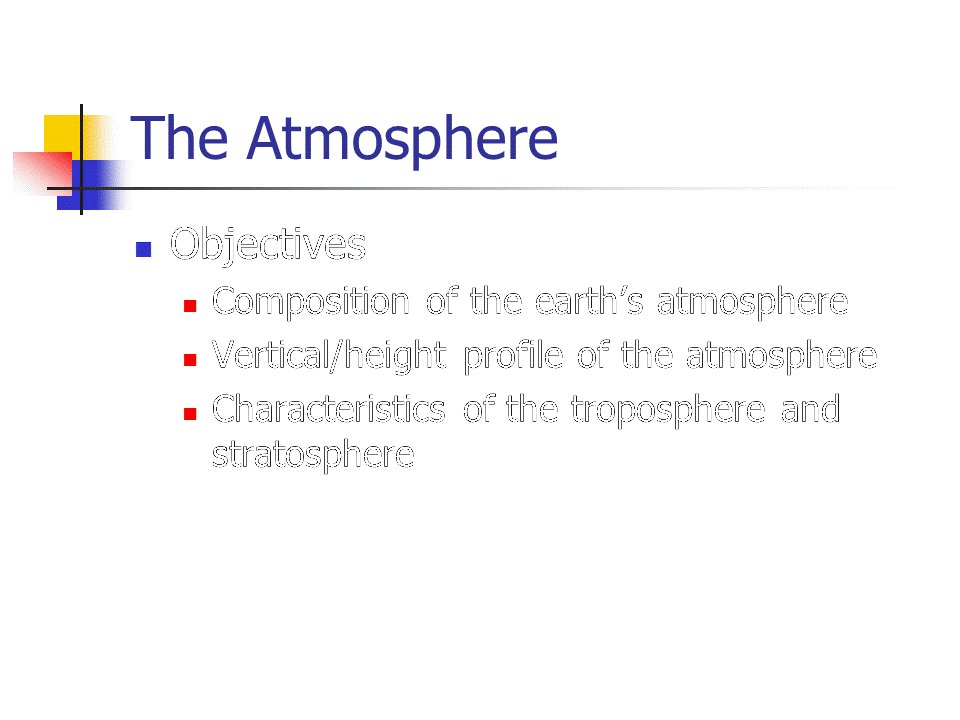 The Atmosphere
Objectives
Composition of the earth’s atmosphere
Vertical/height profile of the atmosphere
Characteristics of the troposphere and
stratosphere